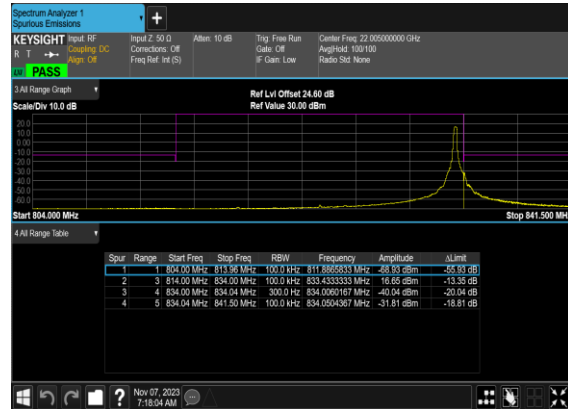 Spectrum Analyzer 1
Spurious Emissions
+
KEYSIGHT Input: RF Input Z: 50 Ω Atten: 10 dB Trig: Free Run Center Freq: 22.005000000 GHz
R T Coupling: DC Corrections: Off Gate: Off Avg|Hold: 100/100
Align: Off Freq Ref: Int (S) IF Gain: Low Radio Std: None
PASS
3 All Range Graph
Ref Lvl Offset 24.60 dB
Scale/Div 10.0 dB Ref Value 30.00 dBm
20.0
10.0
0.00
-10.0
-20.0
-30.0
-40.0
-50.0
-60.0
Start 804.000 MHz Stop 841.500 MHz
4 All Range Table
Spur Range Start Freq Stop Freq RBW Frequency Amplitude ΔLimit
1 1 804.00 MHz 813.96 MHz 100.0 kHz 811.8865833 MHz -68.93 dBm -55.93 dB
2 3 814.00 MHz 834.00 MHz 100.0 kHz 833.4333333 MHz 16.65 dBm -13.35 dB
3 4 834.00 MHz 834.04 MHz 300.0 Hz 834.0060167 MHz -40.04 dBm -20.04 dB
4 5 834.04 MHz 841.50 MHz 100.0 kHz 834.0504367 MHz -31.81 dBm -18.81 dB
? Nov 07, 2023
7:18:04 AM